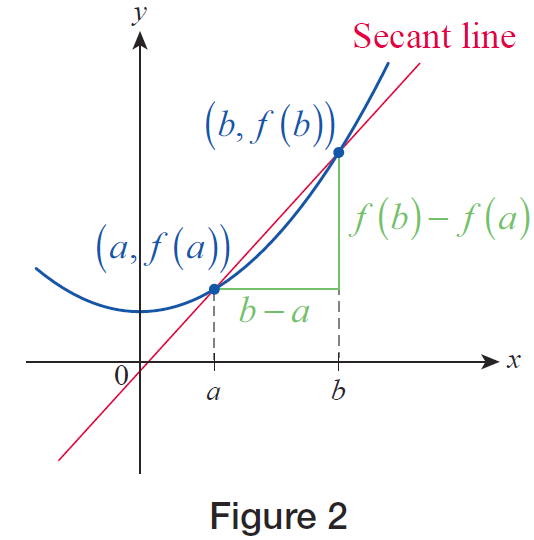 y
Secant line
(b, f (b))
f (b) – f (a)
(a, f (a))
b – a
0
a
b
x
Figure 2